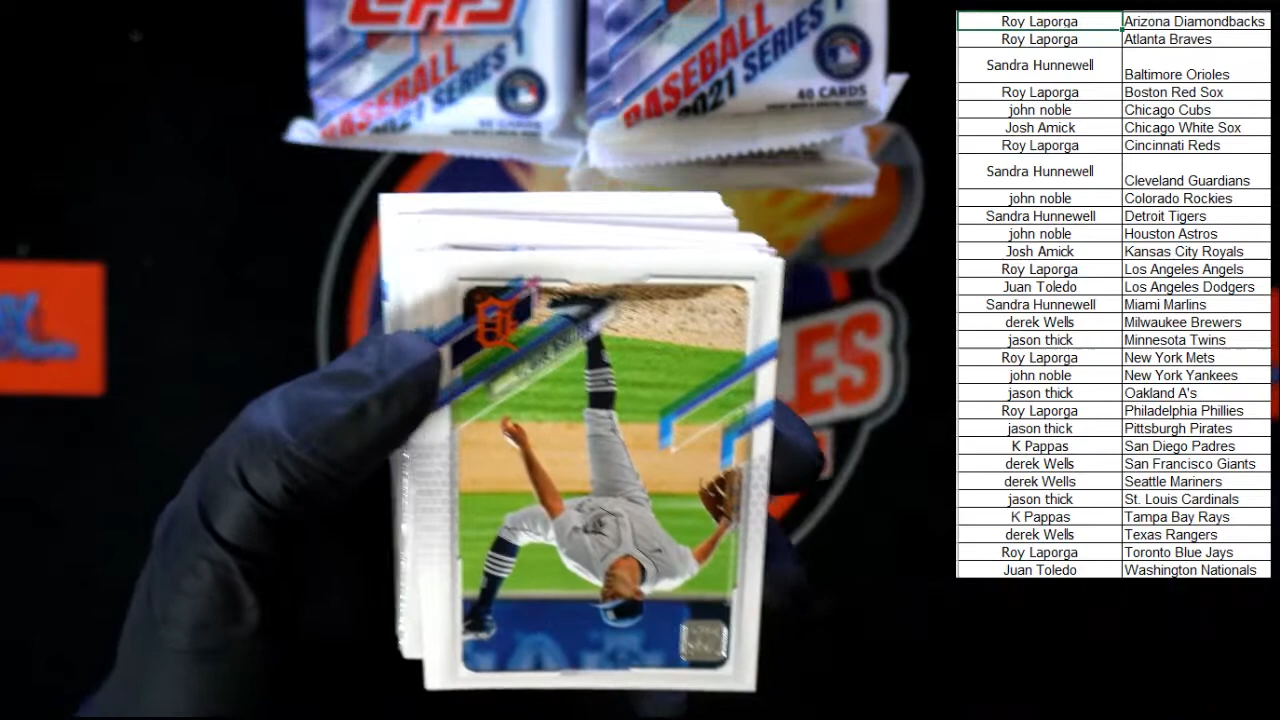 BASEBALL
2021 SERIES
BASEBALL
2021 SERIES 1
40 CARDS
ES
Roy Laporga Arizona Diamondbacks
Roy Laporga Atlanta Braves
Sandra Hunnewell Baltimore Orioles
Roy Laporga Boston Red Sox
john noble Chicago Cubs
Josh Amick Chicago White Sox
Roy Laporga Cincinnati Reds
Sandra Hunnewell Cleveland Guardians
john noble Colorado Rockies
Sandra Hunnewell Detroit Tigers
john noble Houston Astros
Josh Amick Kansas City Royals
Roy Laporga Los Angeles Angels
Juan Toledo Los Angeles Dodgers
Sandra Hunnewell Miami Marlins
derek Wells Milwaukee Brewers
jason thick Minnesota Twins
Roy Laporga New York Mets
john noble New York Yankees
jason thick Oakland A's
Roy Laporga Philadelphia Phillies
jason thick Pittsburgh Pirates
K Pappas San Diego Padres
derek Wells San Francisco Giants
derek Wells Seattle Mariners
jason thick St. Louis Cardinals
K Pappas Tampa Bay Rays
derek Wells Texas Rangers
Roy Laporga Toronto Blue Jays
Juan Toledo Washington Nationals